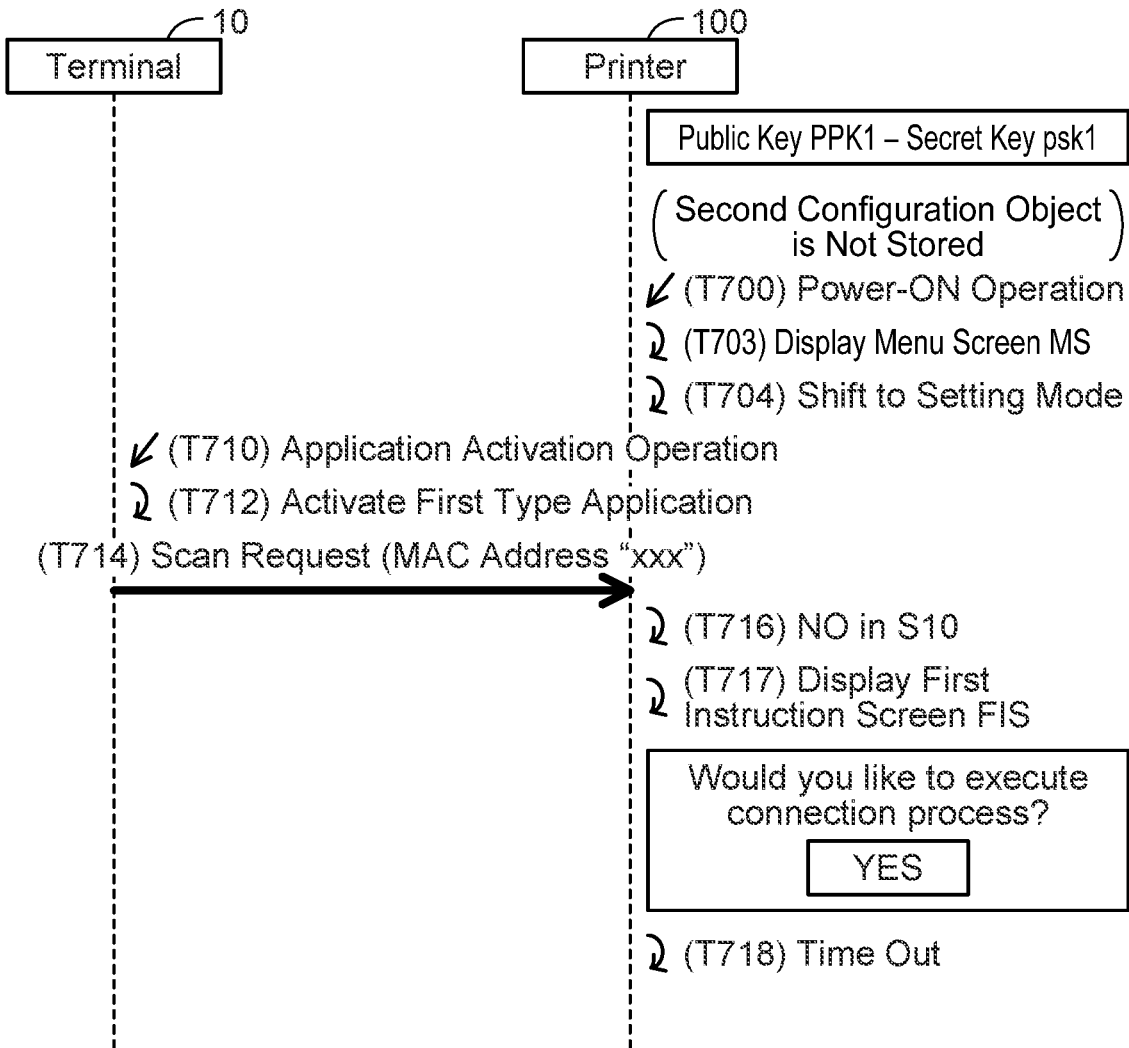 10
100
Terminal
Printer
Public Key PPK1 – Secret Key psk1
(Second Configuration Object
is Not Stored)
(T700) Power-ON Operation
(T703) Display Menu Screen MS
(T704) Shift to Setting Mode
(T710) Application Activation Operation
(T712) Activate First Type Application
(T714) Scan Request (MAC Address “xxx”)
(T716) NO in S10
(T717) Display First
Instruction Screen FIS
Would you like to execute
connection process?
YES
(T718) Time Out